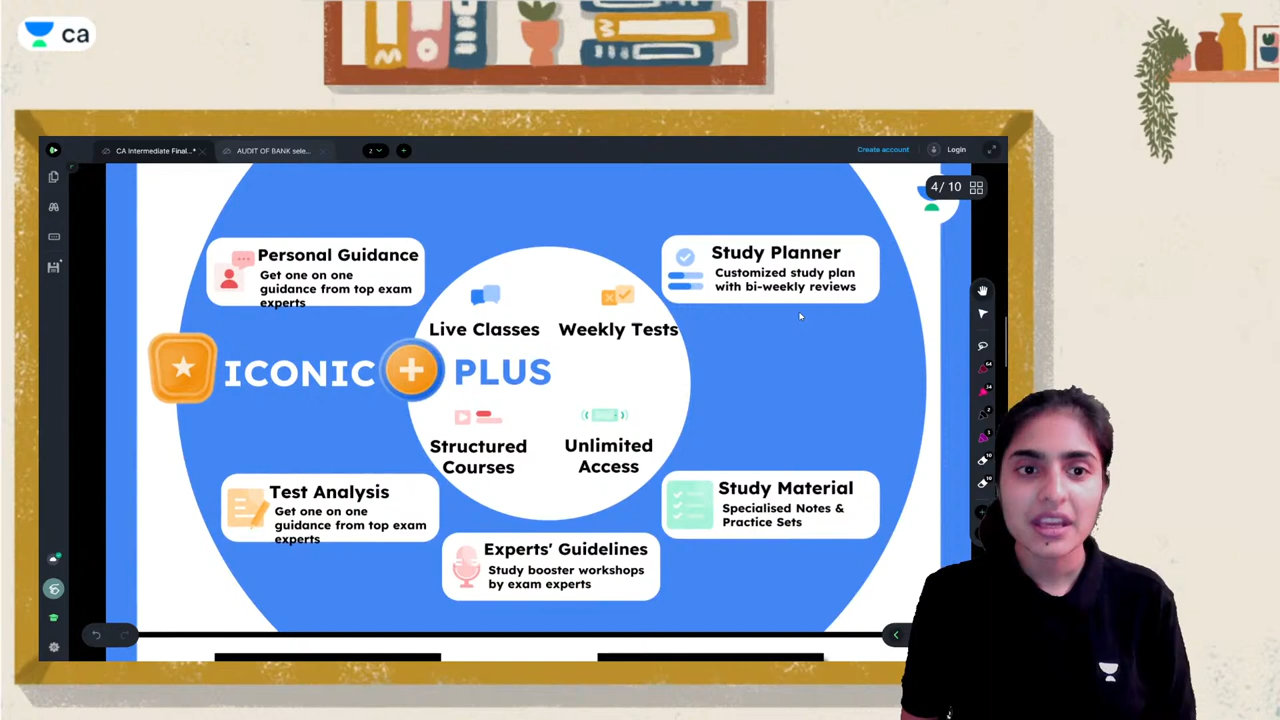 ca
CA Intermediate Final...*
AUDIT OF BANK sele...
2
Create account
Login
4/ 10
Personal Guidance
Get one on one
guidance from top exam
experts
Study Planner
Customized study plan
with bi-weekly reviews
Live Classes
Weekly Tests
ICONIC
PLUS
Structured
Courses
Unlimited
Access
Test Analysis
Get one on one
guidance from top exam
experts
Study Material
Specialised Notes &
Practice Sets
Experts' Guidelines
Study booster workshops
by exam experts